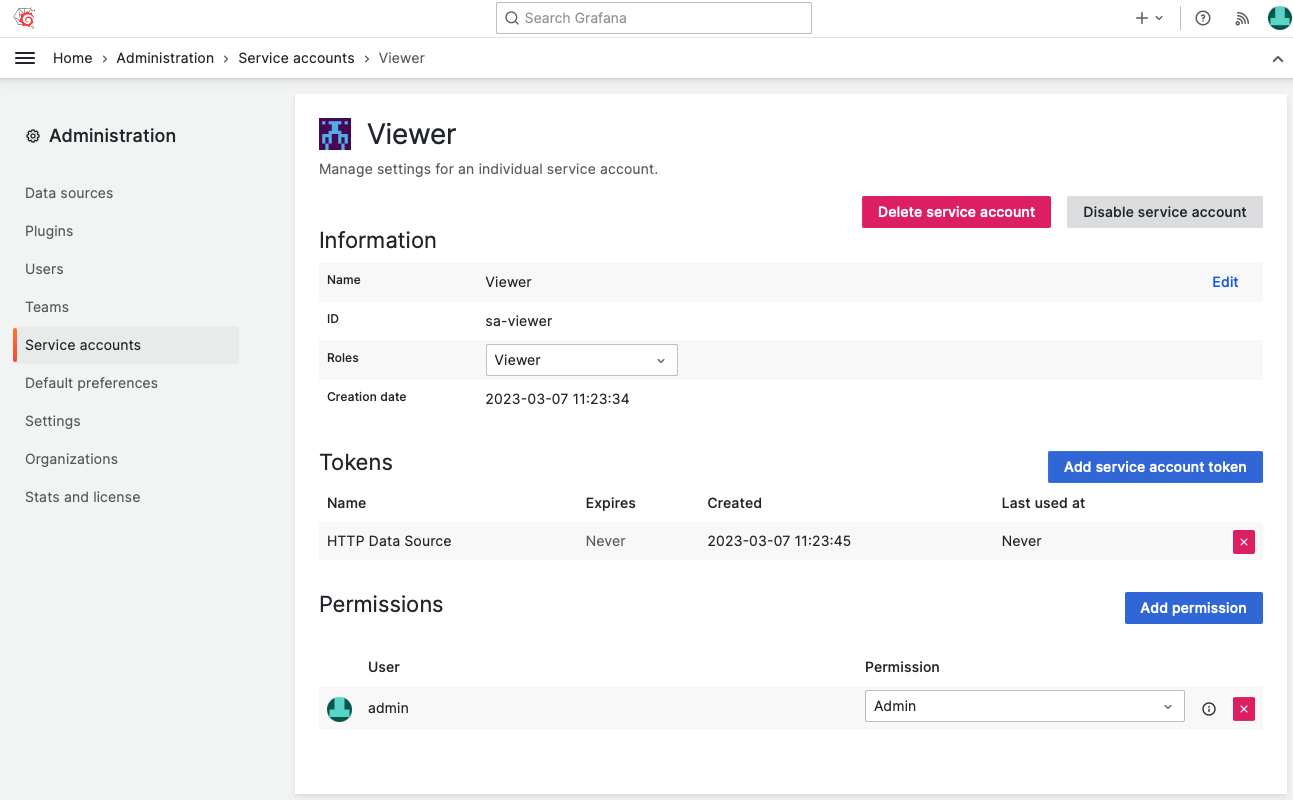 Search Grafana
Home › Administration › Service accounts › Viewer
Administration
Data sources
Plugins
Users
Teams
Service accounts
Default preferences
Settings
Organizations
Stats and license
Viewer
Manage settings for an individual service account.
Delete service account Disable service account
Information
Name Viewer Edit
ID sa-viewer
Roles Viewer
Creation date 2023-03-07 11:23:34
Tokens
Add service account token
Name Expires Created Last used at
HTTP Data Source Never 2023-03-07 11:23:45 Never
Permissions
Add permission
User Permission
admin Admin